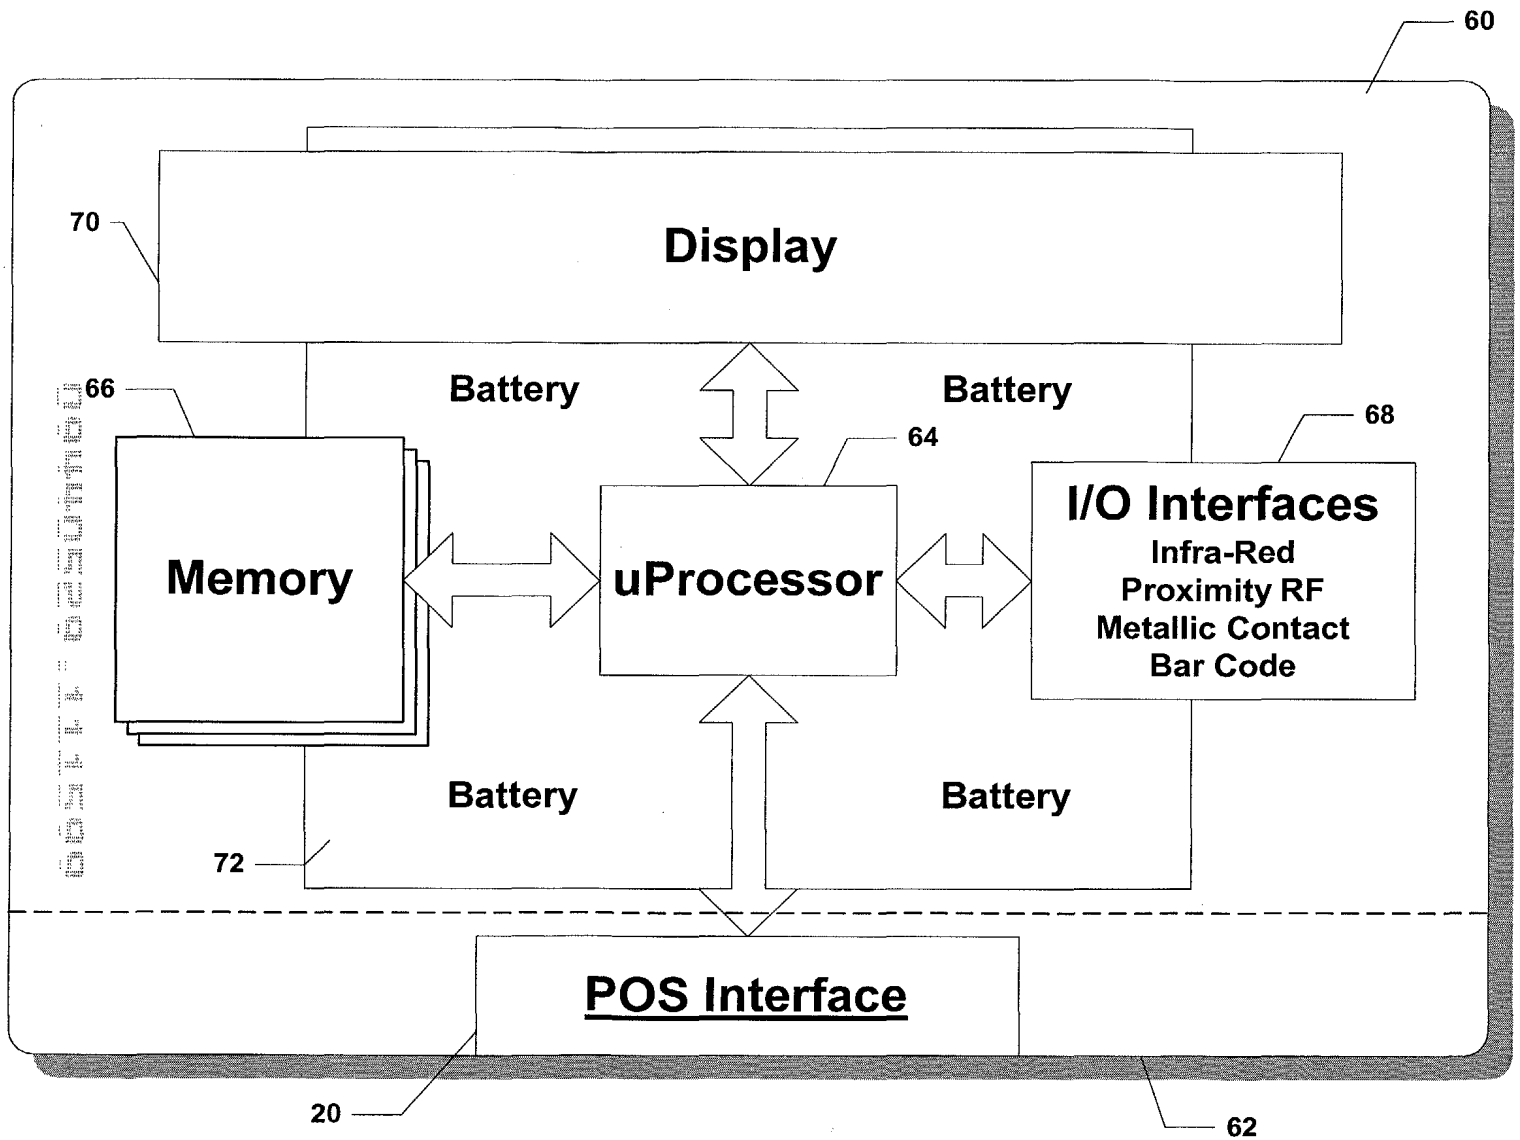 60
70
Display
66
Battery
Battery
64
68
I/O Interfaces
Infra-Red
Proximity RF
Metallic Contact
Bar Code
Memory
uProcessor
Battery
Battery
72
POS Interface
20
62